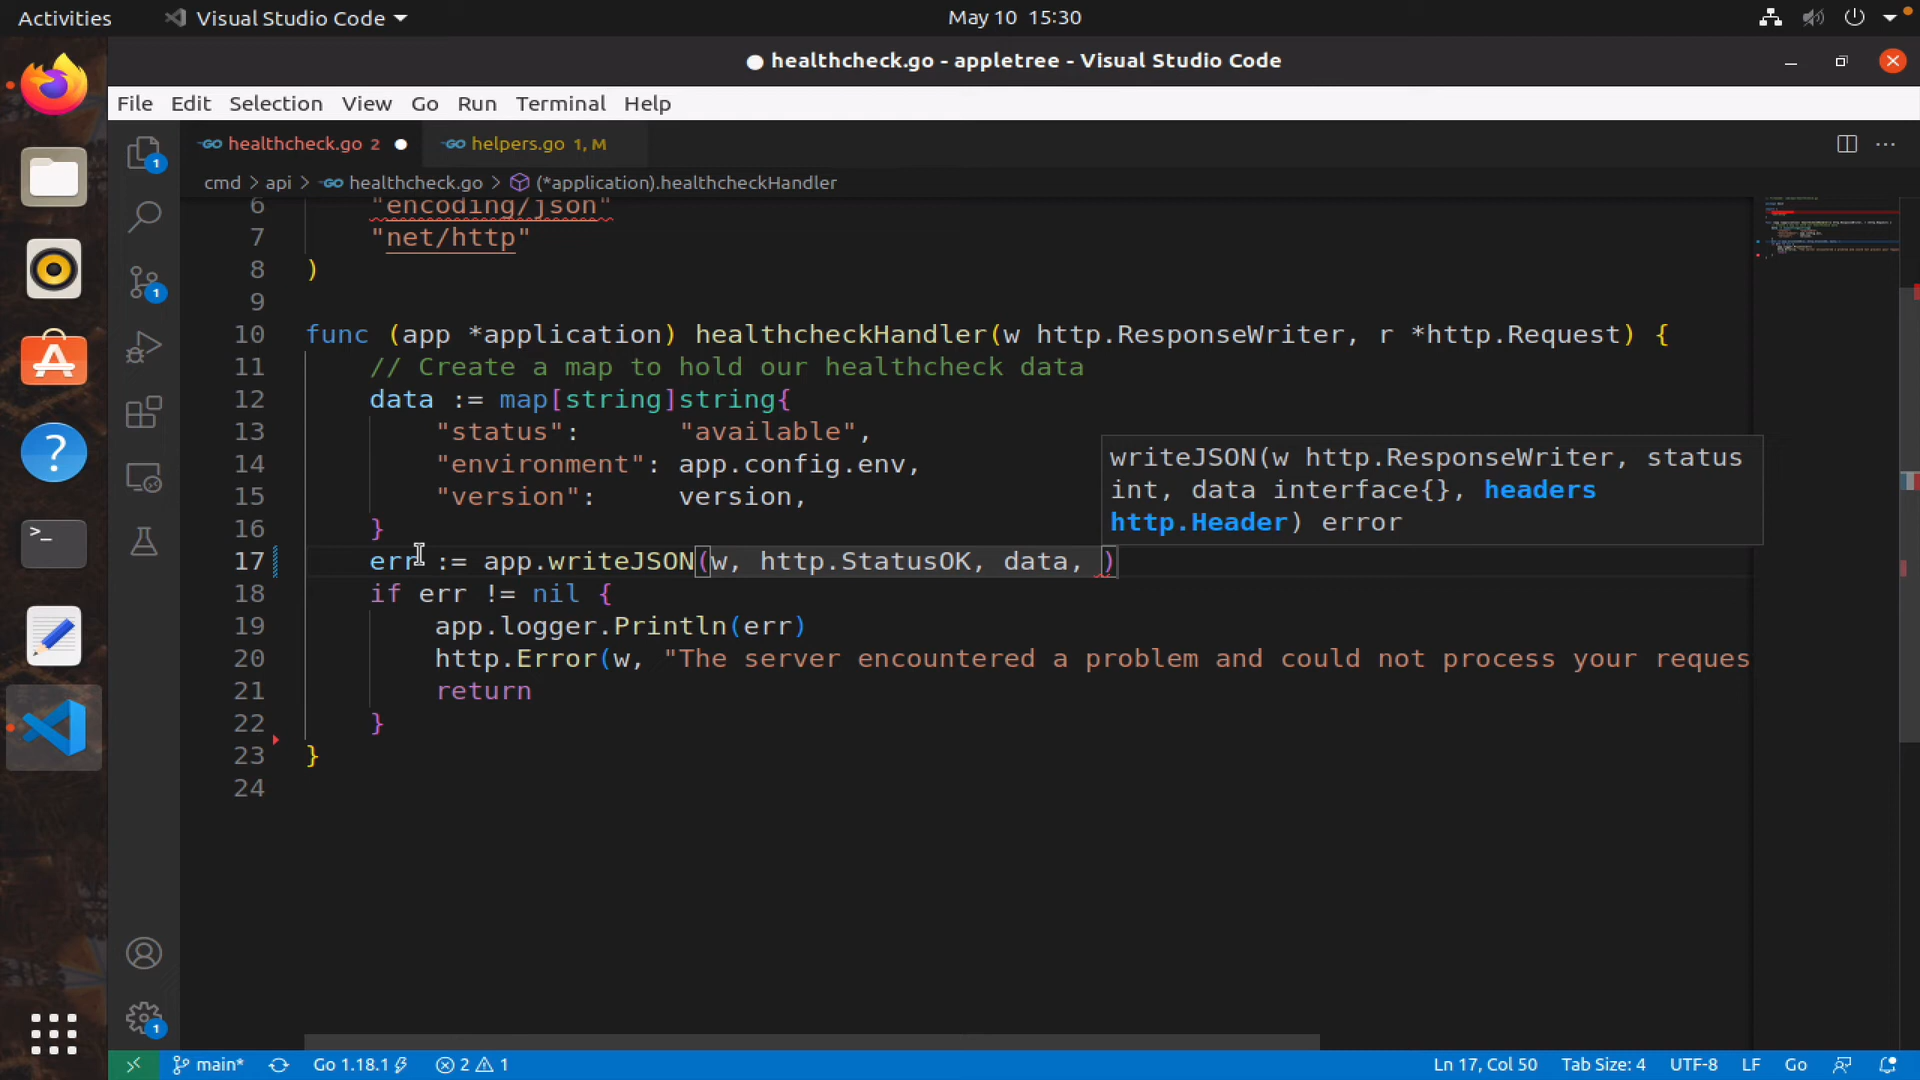 Activities Visual Studio Code May 10 15:30
● healthcheck.go - appletree - Visual Studio Code
File Edit Selection View Go Run Terminal Help
healthcheck.go 2 ● helpers.go 1, M
cmd > api > healthcheck.go > (*application).healthcheckHandler
6 "encoding/json"
7 "net/http"
8 )
9
10 func (app *application) healthcheckHandler(w http.ResponseWriter, r *http.Request) {
11 // Create a map to hold our healthcheck data
12 data := map[string]string{
13 "status": "available",
14 "environment": app.config.env,
15 "version": version,
16 }
writeJSON(w http.ResponseWriter, status
int, data interface{}, headers
http.Header) error
17 err := app.writeJSON(w, http.StatusOK, data, )
18 if err != nil {
19 app.logger.Println(err)
20 http.Error(w, "The server encountered a problem and could not process your reques
21 return
22 }
23 }
24
1
1
1
main* Go 1.18.1 2 1 Ln 17, Col 50 Tab Size: 4 UTF-8 LF Go